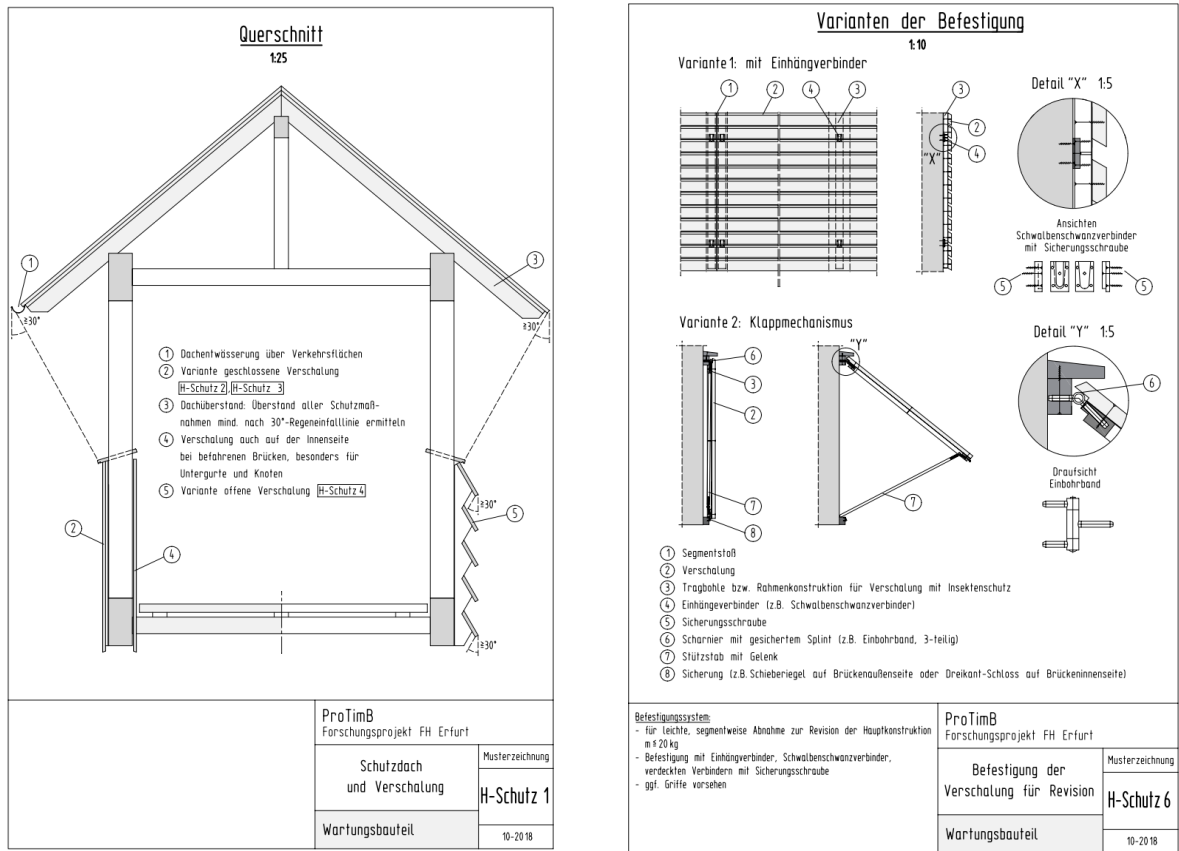 Querschnitt
1:25
1
3
≥30°
≥30°
1 Dachentwässerung über Verkehrsflächen
2 Variante geschlossene Verschalung
H-Schutz 2, H-Schutz 3
3 Dachüberstand: Überstand aller Schutzmaß-
nahmen mind. nach 30°-Regeneinfalllinie ermitteln
4 Verschalung auch auf der Innenseite
bei befahrenen Brücken, besonders für
Untergurte und Knoten
5 Variante offene Verschalung H-Schutz 4
≥30°
5
2
4
≥30°
ProTimB
Forschungsprojekt FH Erfurt
Schutzdach
und Verschalung
Musterzeichnung
H-Schutz 1
Wartungsbauteil
10-2018
Varianten der Befestigung
1:10
Variante 1: mit Einhängverbinder
1 2 4 3
3
2
4
"X"
Detail "X" 1:5
Ansichten
Schwalbenschwanzverbinder
mit Sicherungsschraube
5 5
Variante 2: Klappmechanismus
6
3
2
7
8
"Y"
7
Detail "Y" 1:5
6
Draufsicht
Einbohrband
1 Segmentstoß
2 Verschalung
3 Tragbohle bzw. Rahmenkonstruktion für Verschalung mit Insektenschutz
4 Einhängeverbinder (z.B. Schwalbenschwanzverbinder)
5 Sicherungsschraube
6 Scharnier mit gesichertem Splint (z.B. Einbohrband, 3-teilig)
7 Stützstab mit Gelenk
8 Sicherung (z.B. Schieberiegel auf Brückenaußenseite oder Dreikant-Schloss auf Brückeninnenseite)
Befestigungssystem:
- für leichte, segmentweise Abnahme zur Revision der Hauptkonstruktion
m ≤ 20 kg
- Befestigung mit Einhängverbinder, Schwalbenschwanzverbinder,
verdeckten Verbindern mit Sicherungsschraube
- ggf. Griffe vorsehen
ProTimB
Forschungsprojekt FH Erfurt
Befestigung der
Verschalung für Revision
Musterzeichnung
H-Schutz 6
Wartungsbauteil
10-2018